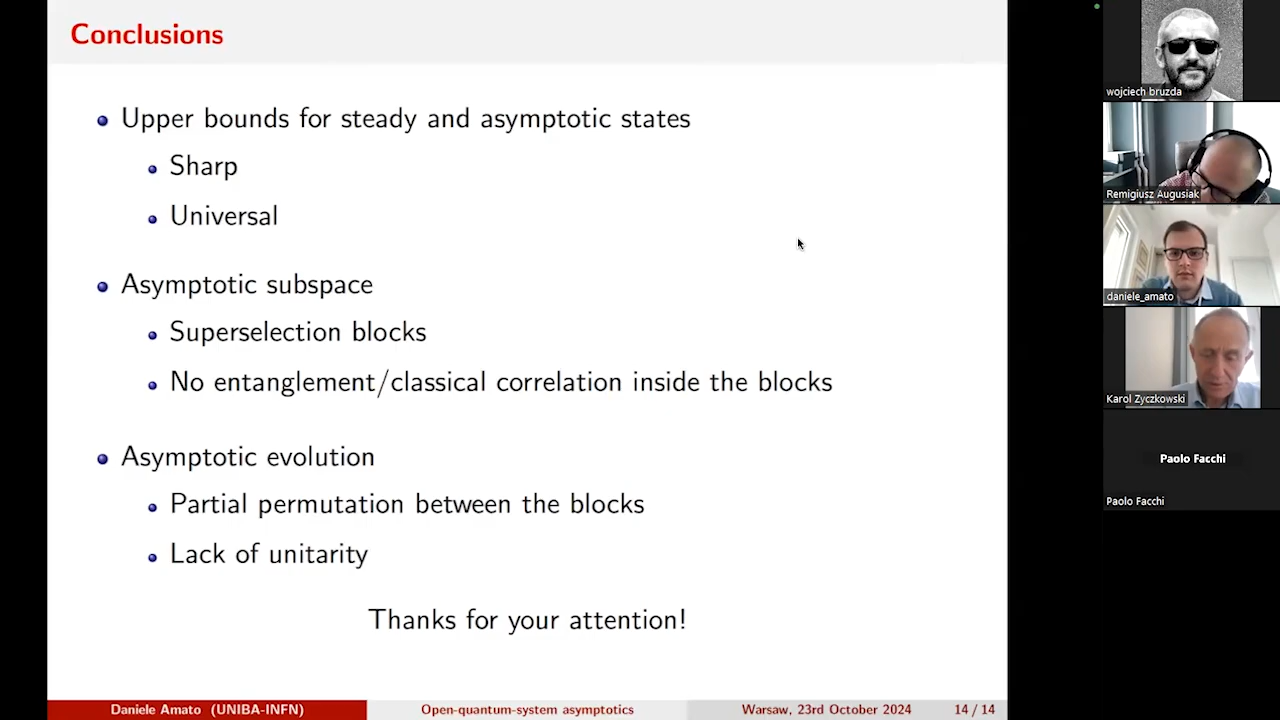 Conclusions
Upper bounds for steady and asymptotic states
Sharp
Universal
Asymptotic subspace
Superselection blocks
No entanglement/classical correlation inside the blocks
Asymptotic evolution
Partial permutation between the blocks
Lack of unitarity
Thanks for your attention!
Daniele Amato (UNIBA-INFN)
Open-quantum-system asymptotics
Warsaw, 23rd October 2024
14 / 14
wojciech bruzda
Remigiusz Augusiak
daniele_amato
Karol Zyczkowski
Paolo Facchi
Paolo Facchi